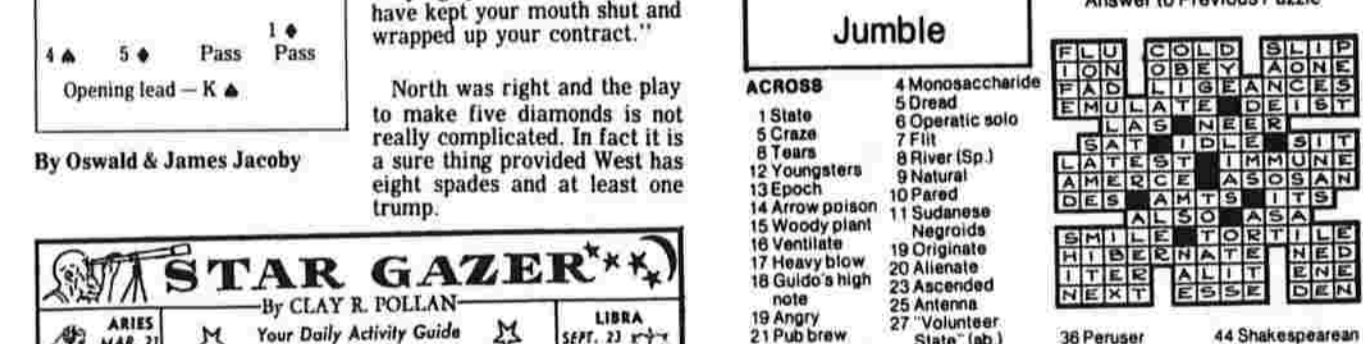 1 ♦
4 ♠ 5 ♦ Pass Pass
Opening lead — K ♠
By Oswald & James Jacoby
have kept your mouth shut and
wrapped up your contract."
North was right and the play
to make five diamonds is not
really complicated. In fact it is
a sure thing provided West has
eight spades and at least one
trump.
STAR GAZER
By CLAY R. POLLAN
ARIES
MAR. 21
Your Daily Activity Guide
LIBRA
SEPT. 23
Jumble
ACROSS
1 State
5 Craze
8 Tears
12 Youngsters
13 Epoch
14 Arrow poison
15 Woody plant
16 Ventilate
17 Heavy blow
18 Guido's high
note
19 Angry
21 Pub brew
4 Monosaccharide
5 Dread
6 Operatic solo
7 Flit
8 River (Sp.)
9 Natural
10 Pared
11 Sudanese
Negroids
19 Originate
20 Alienate
23 Ascended
25 Antenna
27 "Volunteer
State" (ab.)
Answer to Previous Puzzle
FLU COLD SLIP
ION OBEY AONE
FAD LIGEANCES
EMULATE DEIST
LAS NEER
SAT IDLE SIT
LATEST IMMUNE
AMERCE ASOSAN
DES AMTS ITS
ALSO ASA
SMILE TORTILE
HIBERNATE NED
ITER ALIT ENE
NEXT ESSE DEN
36 Peruser
44 Shakespearean